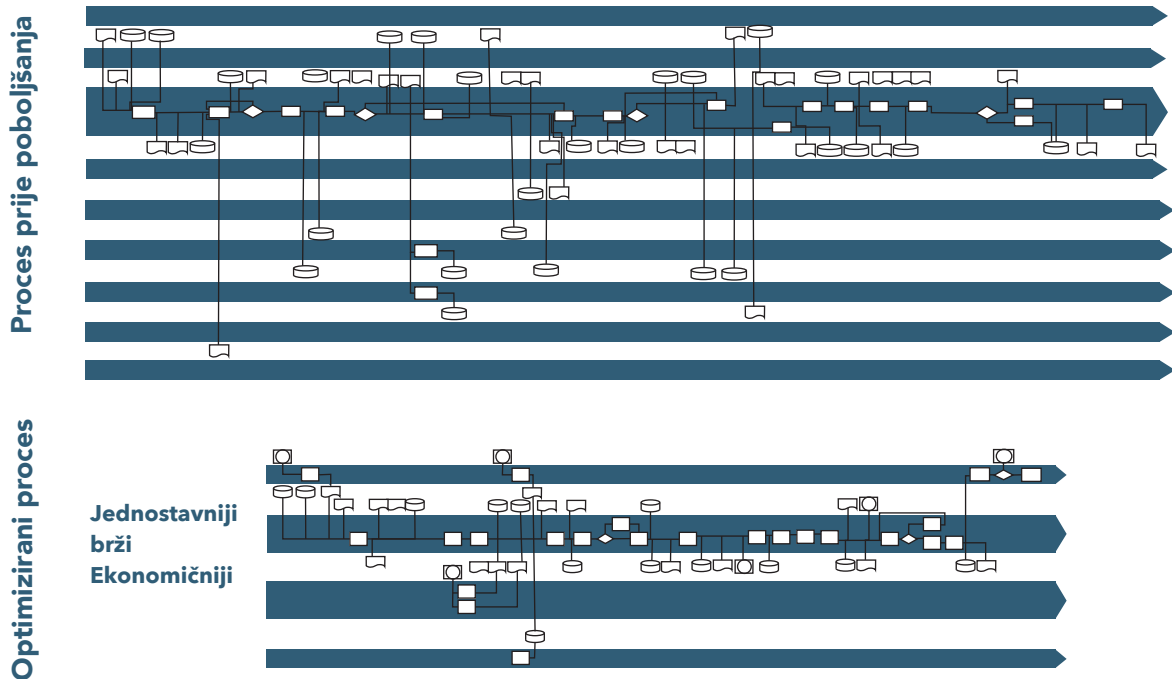 Proces prije poboljšanja
Optimizirani proces
Jednostavniji
brži
Ekonomičniji